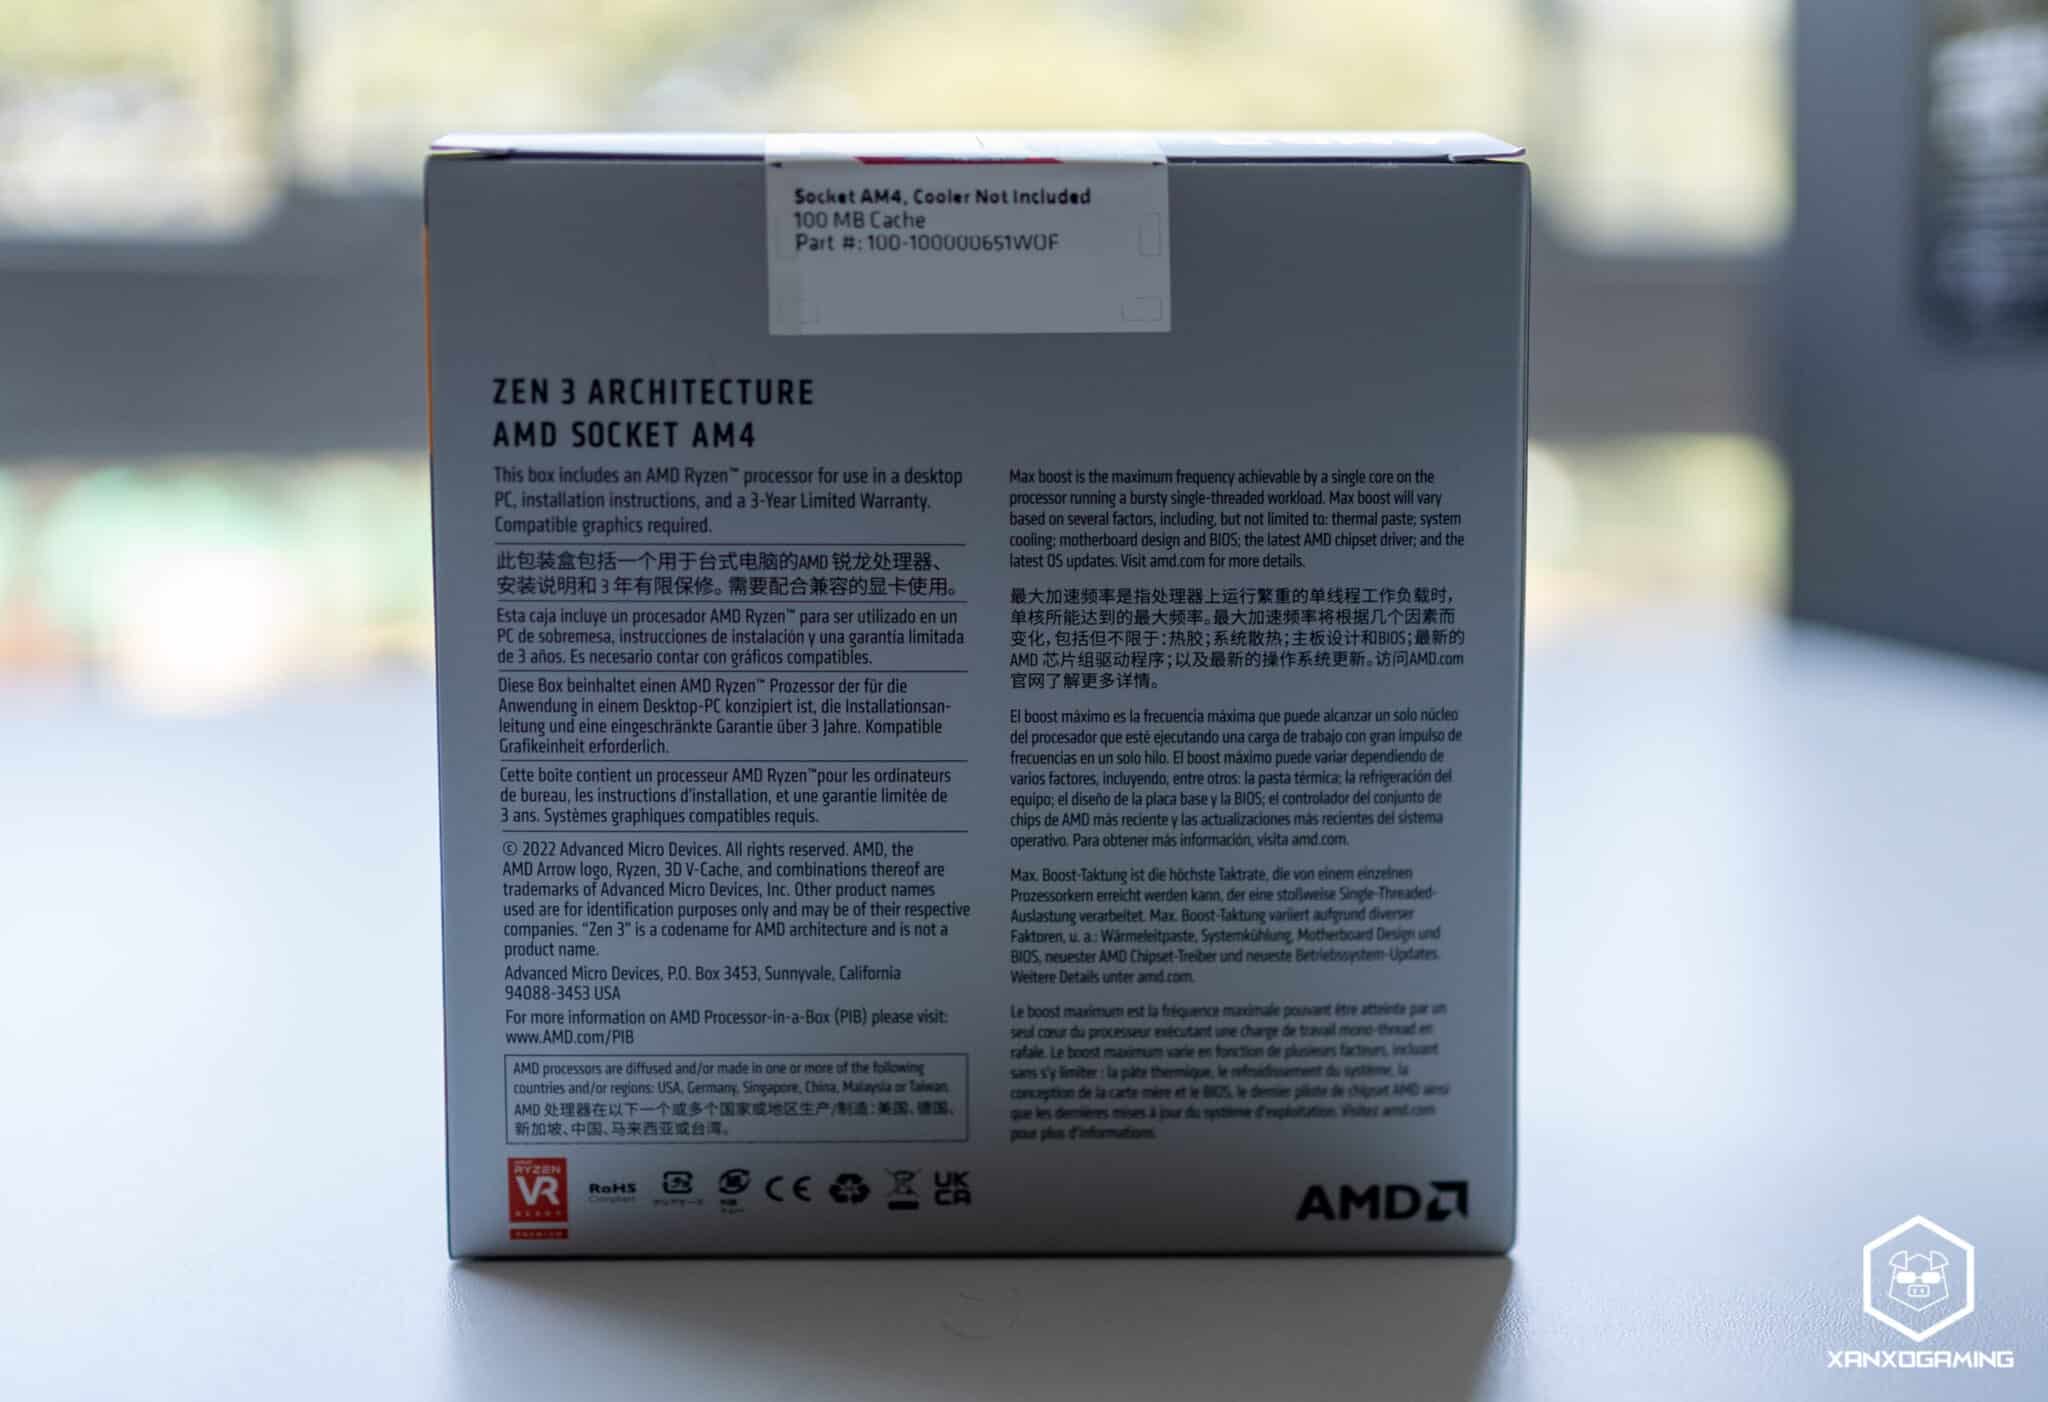 Socket AM4, Cooler Not Included
100 MB Cache
Part #: 100-100000651WOF
ZEN 3 ARCHITECTURE
AMD SOCKET AM4
This box includes an AMD Ryzen™ processor for use in a desktop
PC, installation instructions, and a 3-Year Limited Warranty.
Compatible graphics required.
此包装盒包括一个用于台式电脑的AMD 锐龙处理器、
安装说明和 3 年有限保修。需要配合兼容的显卡使用。
Esta caja incluye un procesador AMD Ryzen™ para ser utilizado en un
PC de sobremesa, instrucciones de instalación y una garantía limitada
de 3 años. Es necesario contar con gráficos compatibles.
Diese Box beinhaltet einen AMD Ryzen™ Prozessor der für die
Anwendung in einem Desktop-PC konzipiert ist, die Installationsan-
leitung und eine eingeschränkte Garantie über 3 Jahre. Kompatible
Grafikeinheit erforderlich.
Cette boîte contient un processeur AMD Ryzen™pour les ordinateurs
de bureau, les instructions d'installation, et une garantie limitée de
3 ans. Systèmes graphiques compatibles requis.
© 2022 Advanced Micro Devices. All rights reserved. AMD, the
AMD Arrow logo, Ryzen, 3D V-Cache, and combinations thereof are
trademarks of Advanced Micro Devices, Inc. Other product names
used are for identification purposes only and may be of their respective
companies. "Zen 3" is a codename for AMD architecture and is not a
product name.
Advanced Micro Devices, P.O. Box 3453, Sunnyvale, California
94088-3453 USA
For more information on AMD Processor-in-a-Box (PIB) please visit:
www.AMD.com/PIB
AMD processors are diffused and/or made in one or more of the following
countries and/or regions: USA, Germany, Singapore, China, Malaysia or Taiwan.
AMD 处理器在以下一个或多个国家或地区生产/制造：美国、德国、
新加坡、中国、马来西亚或台湾。
RYZEN
VR
READY
PREMIUM
RoHS
Compliant
CE
UK
CA
Max boost is the maximum frequency achievable by a single core on the
processor running a bursty single-threaded workload. Max boost will vary
based on several factors, including, but not limited to: thermal paste; system
cooling; motherboard design and BIOS; the latest AMD chipset driver; and the
latest OS updates. Visit amd.com for more details.
最大加速频率是指处理器上运行繁重的单线程工作负载时，
单核所能达到的最大频率。最大加速频率将根据几个因素而
变化，包括但不限于：热胶；系统散热；主板设计和BIOS；最新的
AMD 芯片组驱动程序；以及最新的操作系统更新。访问AMD.com
官网了解更多详情。
El boost máximo es la frecuencia máxima que puede alcanzar un solo núcleo
del procesador que esté ejecutando una carga de trabajo con gran impulso de
frecuencias en un solo hilo. El boost máximo puede variar dependiendo de
varios factores, incluyendo, entre otros: la pasta térmica; la refrigeración del
equipo; el diseño de la placa base y la BIOS; el controlador del conjunto de
chips de AMD más reciente y las actualizaciones más recientes del sistema
operativo. Para obtener más información, visita amd.com.
Max. Boost-Taktung ist die höchste Taktrate, die von einem einzelnen
Prozessorkern erreicht werden kann, der eine stoßweise Single-Threaded-
Auslastung verarbeitet. Max. Boost-Taktung variiert aufgrund diverser
Faktoren, u. a.: Wärmeleitpaste, Systemkühlung, Motherboard Design und
BIOS, neuester AMD Chipset-Treiber und neueste Betriebssystem-Updates.
Weitere Details unter amd.com.
Le boost maximum est la fréquence maximale pouvant être atteinte par un
seul cœur du processeur exécutant une charge de travail mono-thread en
rafale. Le boost maximum varie en fonction de plusieurs facteurs, incluant
sans s'y limiter : la pâte thermique, le refroidissement du système, la
conception de la carte mère et le BIOS, le dernier pilote de chipset AMD ainsi
que les dernières mises à jour du système d'exploitation. Visitez amd.com
pour plus d'informations.
AMD
XANXOGAMING